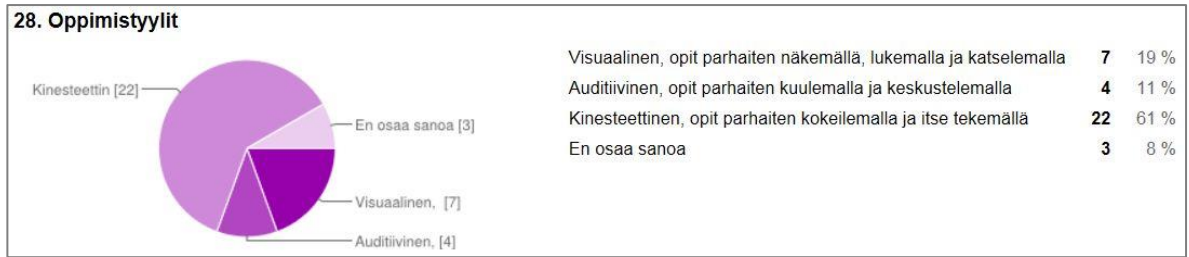 28. Oppimistyylit
Kinesteettin [22]
En osaa sanoa [3]
Visuaalinen, [7]
Auditiivinen, [4]
Visuaalinen, opit parhaiten näkemällä, lukemalla ja katselemalla 7 19 %
Auditiivinen, opit parhaiten kuulemalla ja keskustelemalla 4 11 %
Kinesteettinen, opit parhaiten kokeilemalla ja itse tekemällä 22 61 %
En osaa sanoa 3 8 %